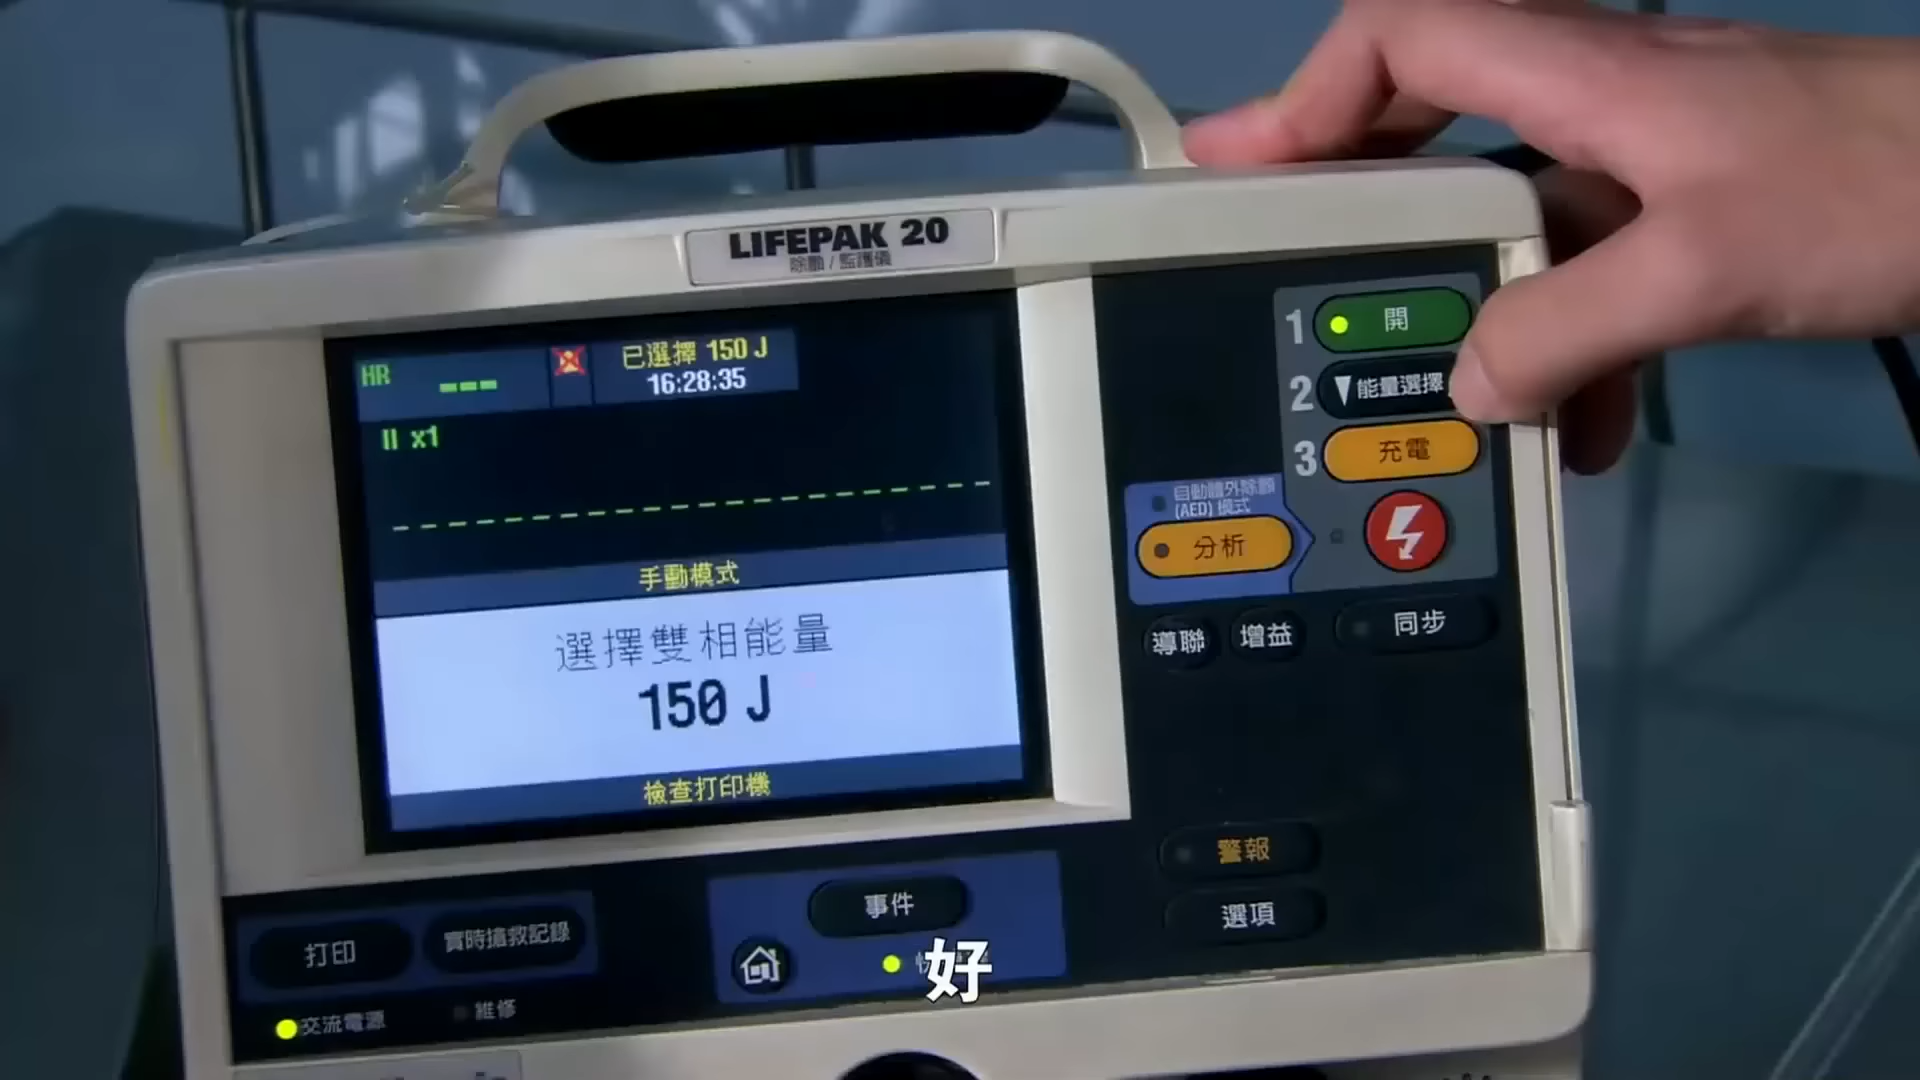 LIFEPAK 20
除顫 / 監護儀
HR ---
已選擇 150 J
16:28:35
II x1
手動模式
選擇雙相能量
150 J
檢查打印機
1 開
2 能量選擇
3 充電
自動體外除顫
(AED) 模式
分析
導聯
增益
同步
警報
選項
事件
打印
實時搶救記錄
交流電源
維修
好